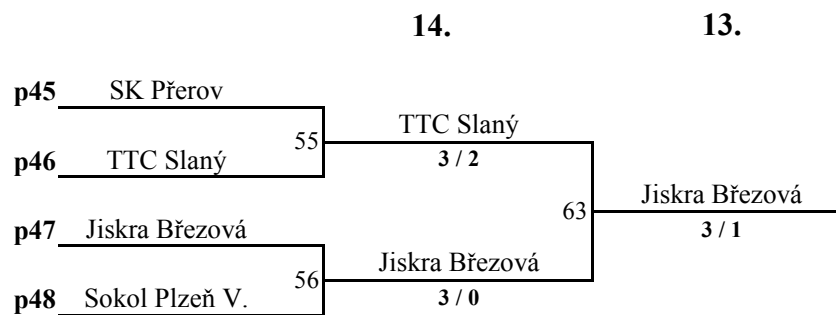 14. 13.
p45 SK Přerov
55 TTC Slaný
p46 TTC Slaný 3 / 2
63 Jiskra Březová
p47 Jiskra Březová 3 / 1
56 Jiskra Březová
p48 Sokol Plzeň V. 3 / 0